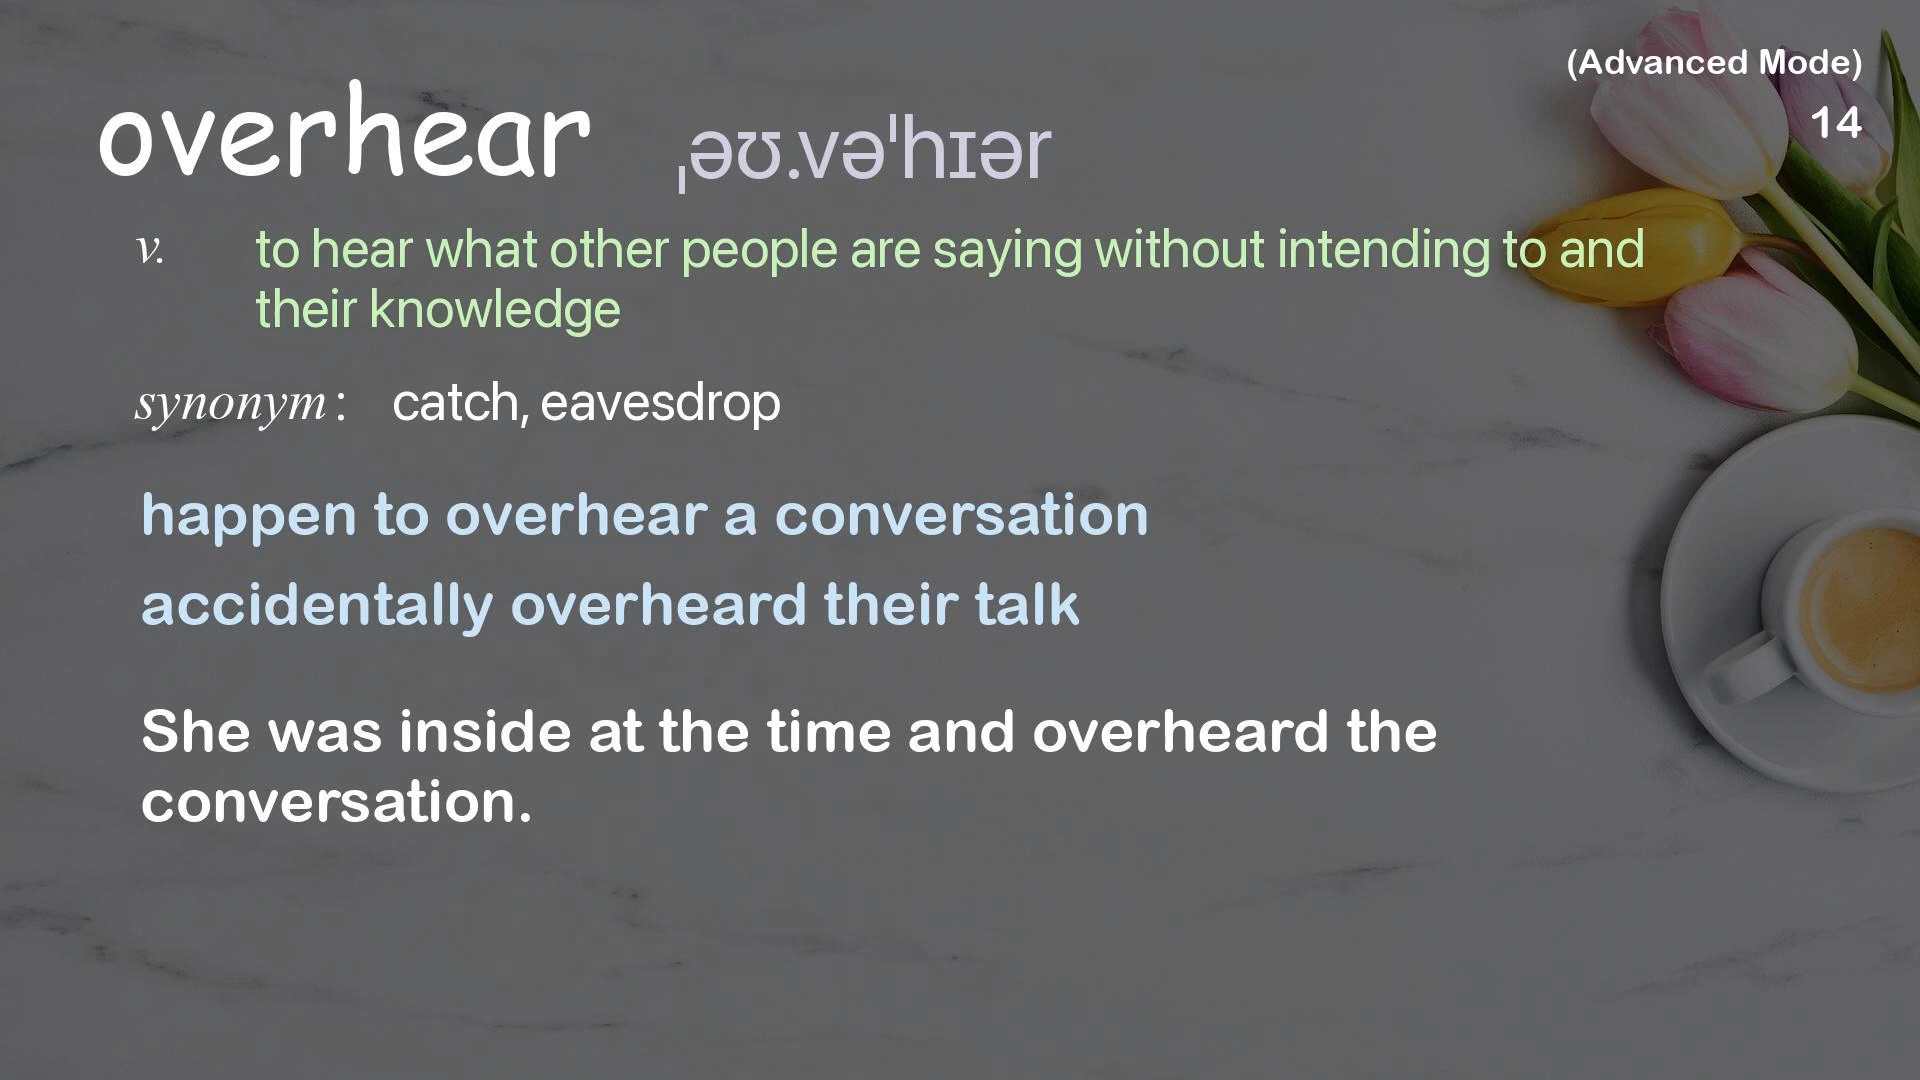 (Advanced Mode)
14
overhear ˌəʊ.vəˈhɪər
v. to hear what other people are saying without intending to and
their knowledge
synonym: catch, eavesdrop
happen to overhear a conversation
accidentally overheard their talk
She was inside at the time and overheard the
conversation.